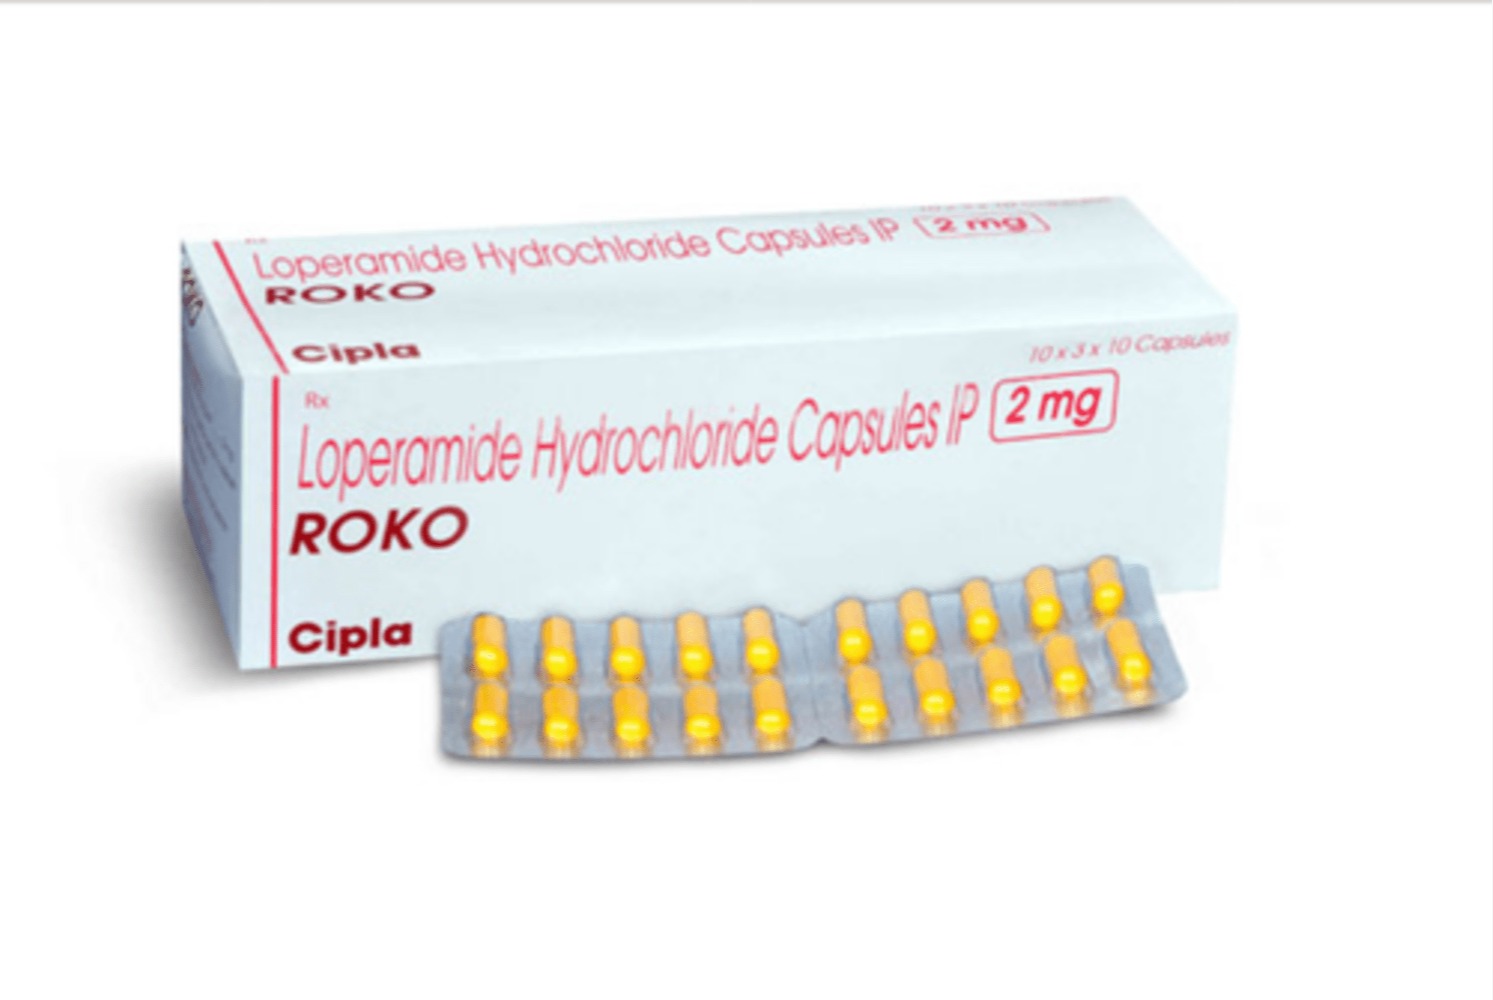 Loperamide Hydrochloride Capsules IP 2 mg
ROKO
Cipla
10 x 3 x 10 Capsules
Rx
Loperamide Hydrochloride Capsules IP 2 mg
ROKO
Cipla
ROKO